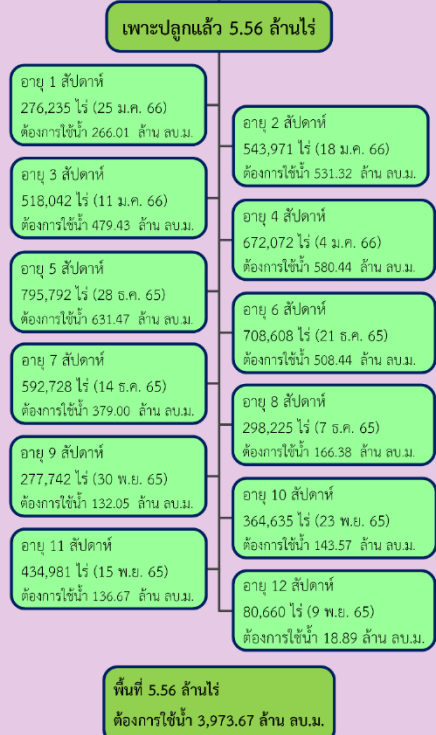 เพาะปลูกแล้ว 5.56 ล้านไร่
อายุ 1 สัปดาห์
276,235 ไร่ (25 ม.ค. 66)
ต้องการใช้น้ำ 266.01 ล้าน ลบ.ม.
อายุ 2 สัปดาห์
543,971 ไร่ (18 ม.ค. 66)
ต้องการใช้น้ำ 531.32 ล้าน ลบ.ม.
อายุ 3 สัปดาห์
518,042 ไร่ (11 ม.ค. 66)
ต้องการใช้น้ำ 479.43 ล้าน ลบ.ม.
อายุ 4 สัปดาห์
672,072 ไร่ (4 ม.ค. 66)
ต้องการใช้น้ำ 580.44 ล้าน ลบ.ม.
อายุ 5 สัปดาห์
795,792 ไร่ (28 ธ.ค. 65)
ต้องการใช้น้ำ 631.47 ล้าน ลบ.ม.
อายุ 6 สัปดาห์
708,608 ไร่ (21 ธ.ค. 65)
ต้องการใช้น้ำ 508.44 ล้าน ลบ.ม.
อายุ 7 สัปดาห์
592,728 ไร่ (14 ธ.ค. 65)
ต้องการใช้น้ำ 379.00 ล้าน ลบ.ม.
อายุ 8 สัปดาห์
298,225 ไร่ (7 ธ.ค. 65)
ต้องการใช้น้ำ 166.38 ล้าน ลบ.ม.
อายุ 9 สัปดาห์
277,742 ไร่ (30 พ.ย. 65)
ต้องการใช้น้ำ 132.05 ล้าน ลบ.ม.
อายุ 10 สัปดาห์
364,635 ไร่ (23 พ.ย. 65)
ต้องการใช้น้ำ 143.57 ล้าน ลบ.ม.
อายุ 11 สัปดาห์
434,981 ไร่ (15 พ.ย. 65)
ต้องการใช้น้ำ 136.67 ล้าน ลบ.ม.
อายุ 12 สัปดาห์
80,660 ไร่ (9 พ.ย. 65)
ต้องการใช้น้ำ 18.89 ล้าน ลบ.ม.
พื้นที่ 5.56 ล้านไร่
ต้องการใช้น้ำ 3,973.67 ล้าน ลบ.ม.